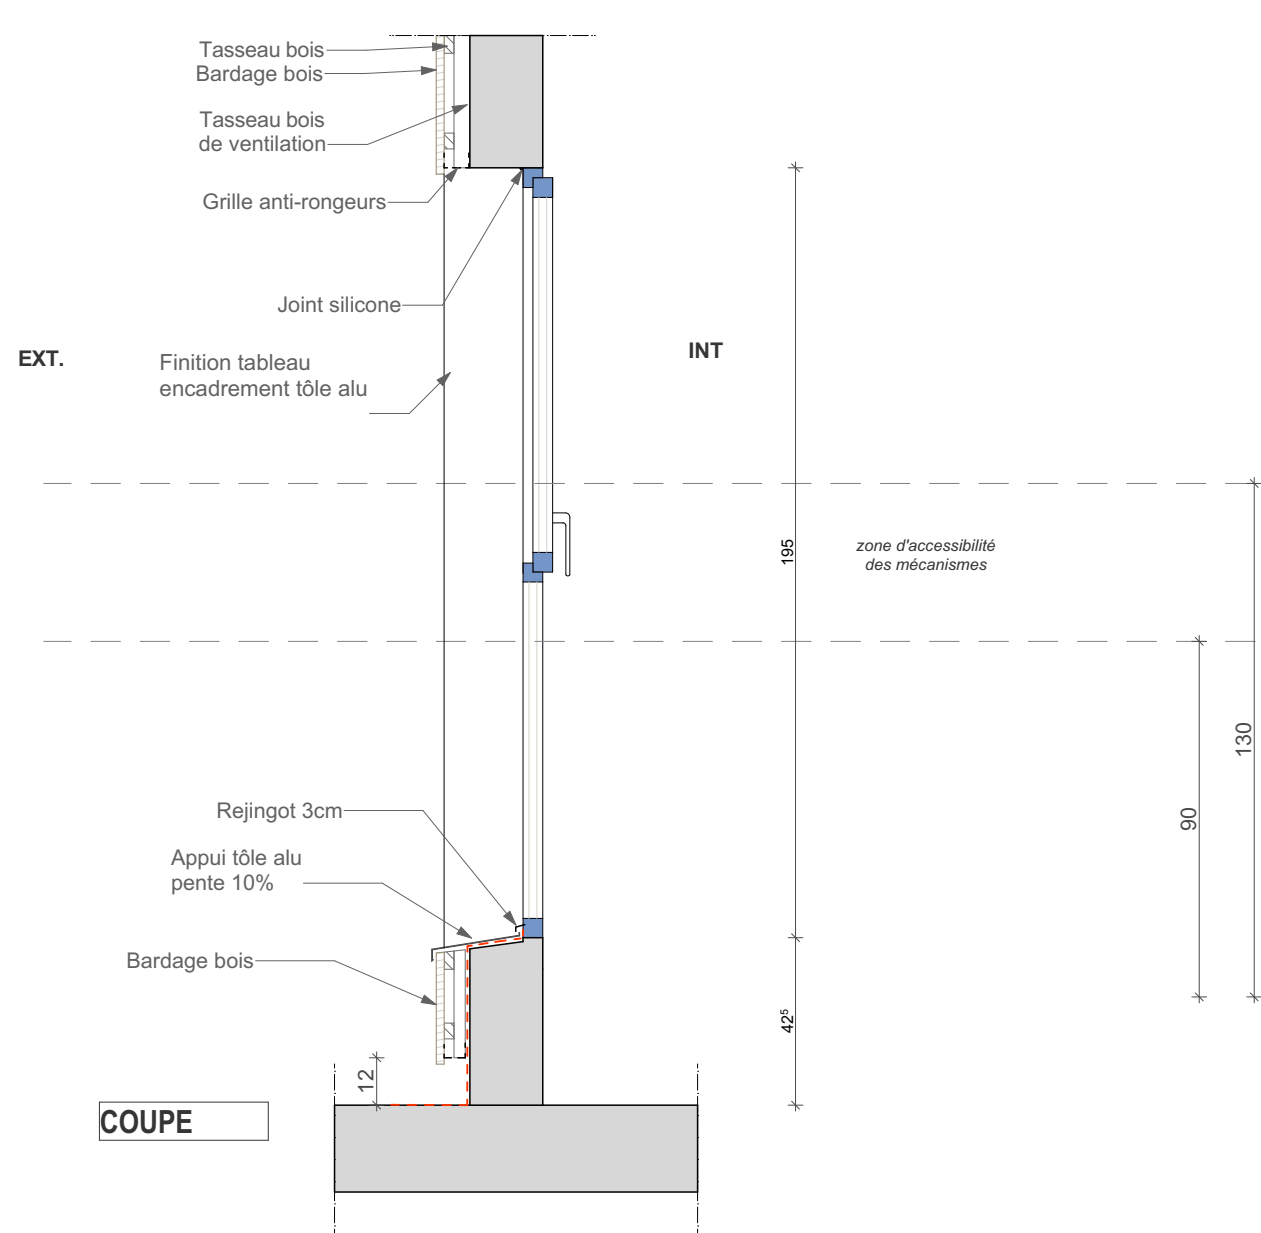 Tasseau bois
Bardage bois
Tasseau bois
de ventilation
Grille anti-rongeurs
Joint silicone
EXT.
INT
Finition tableau
encadrement tôle alu
195
zone d'accessibilité
des mécanismes
130
90
Rejingot 3cm
Appui tôle alu
pente 10%
Bardage bois
42⁵
12
COUPE